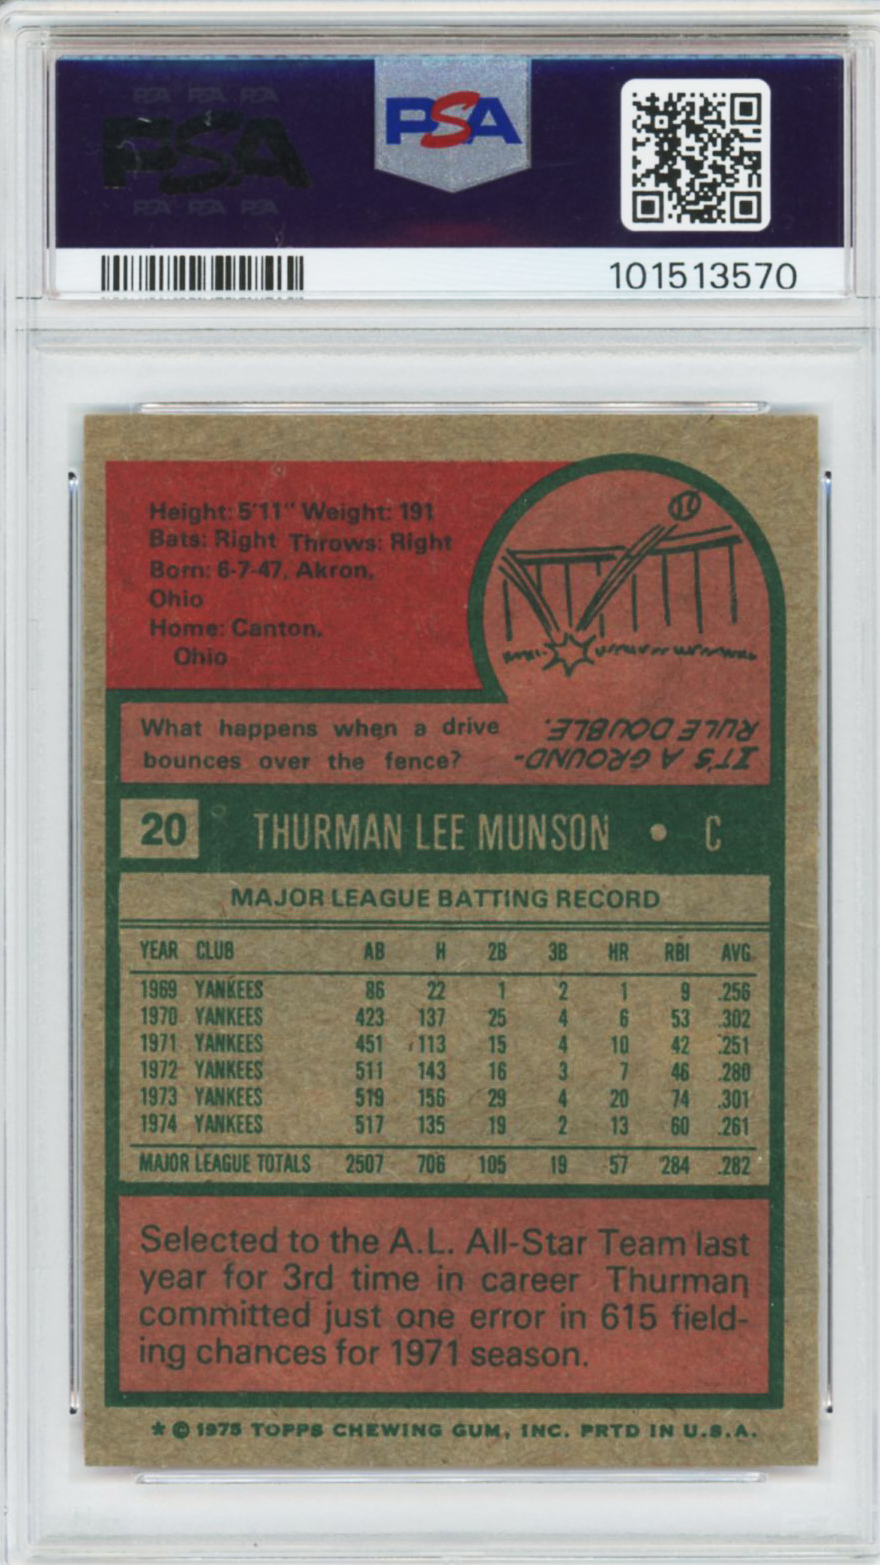 PSA PSA PSA
PSA
PSA PSA PSA
PSA
101513570
Height: 5'11" Weight: 191
Bats: Right Throws: Right
Born: 6-7-47, Akron,
Ohio
Home: Canton,
Ohio
What happens when a drive
bounces over the fence?
IT'S A GROUND-
RULE DOUBLE.
20 THURMAN LEE MUNSON • C
MAJOR LEAGUE BATTING RECORD
YEAR CLUB AB H 2B 3B HR RBI AVG.
1969 YANKEES 86 22 1 2 1 9 .256
1970 YANKEES 423 137 25 4 6 53 .302
1971 YANKEES 451 113 15 4 10 42 .251
1972 YANKEES 511 143 16 3 7 46 .280
1973 YANKEES 519 156 29 4 20 74 .301
1974 YANKEES 517 135 19 2 13 60 .261
MAJOR LEAGUE TOTALS 2507 706 105 19 57 284 .282
Selected to the A.L. All-Star Team last
year for 3rd time in career Thurman
committed just one error in 615 field-
ing chances for 1971 season.
* © 1975 TOPPS CHEWING GUM, INC. PRTD IN U.S.A.